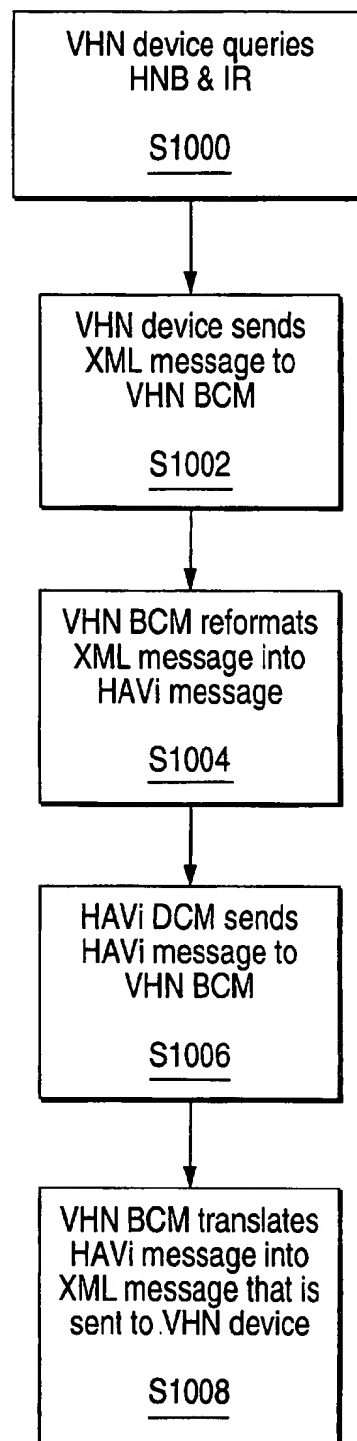 VHN device queries
HNB & IR
S1000
VHN device sends
XML message to
VHN BCM
S1002
VHN BCM reformats
XML message into
HAVi message
S1004
HAVi DCM sends
HAVi message to
VHN BCM
S1006
VHN BCM translates
HAVi message into
XML message that is
sent to VHN device
S1008